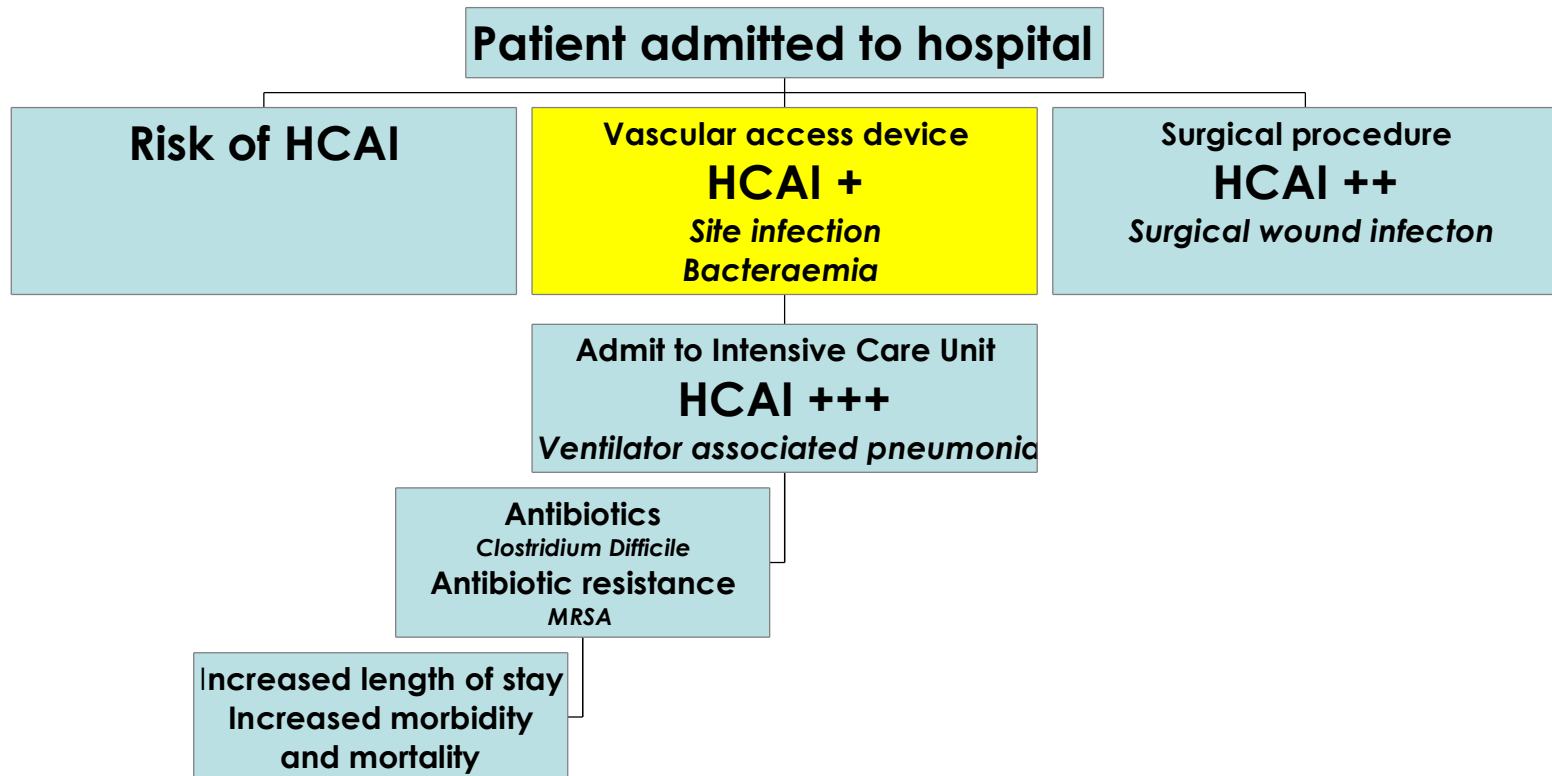 Patient admitted to hospital
Risk of HCAI
Vascular access device
HCAI +
Site infection
Bacteraemia
Surgical procedure
HCAI ++
Surgical wound infecton
Admit to Intensive Care Unit
HCAI +++
Ventilator associated pneumonia
Antibiotics
Clostridium Difficile
Antibiotic resistance
MRSA
Increased length of stay
Increased morbidity
and mortality